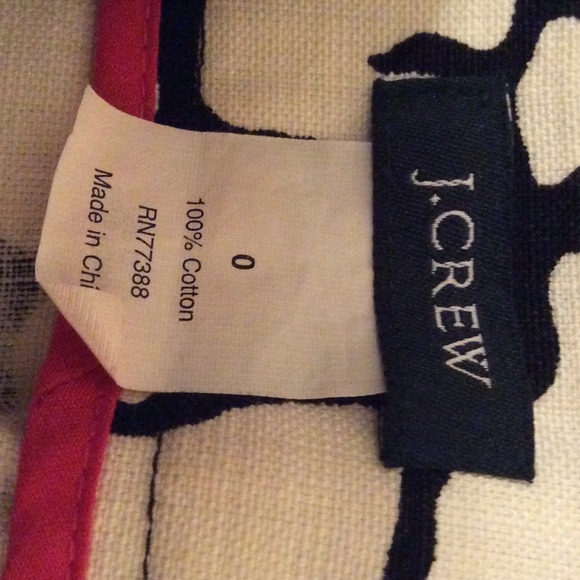 J.CREW
0
100% Cotton
RN77388
Made in Chi